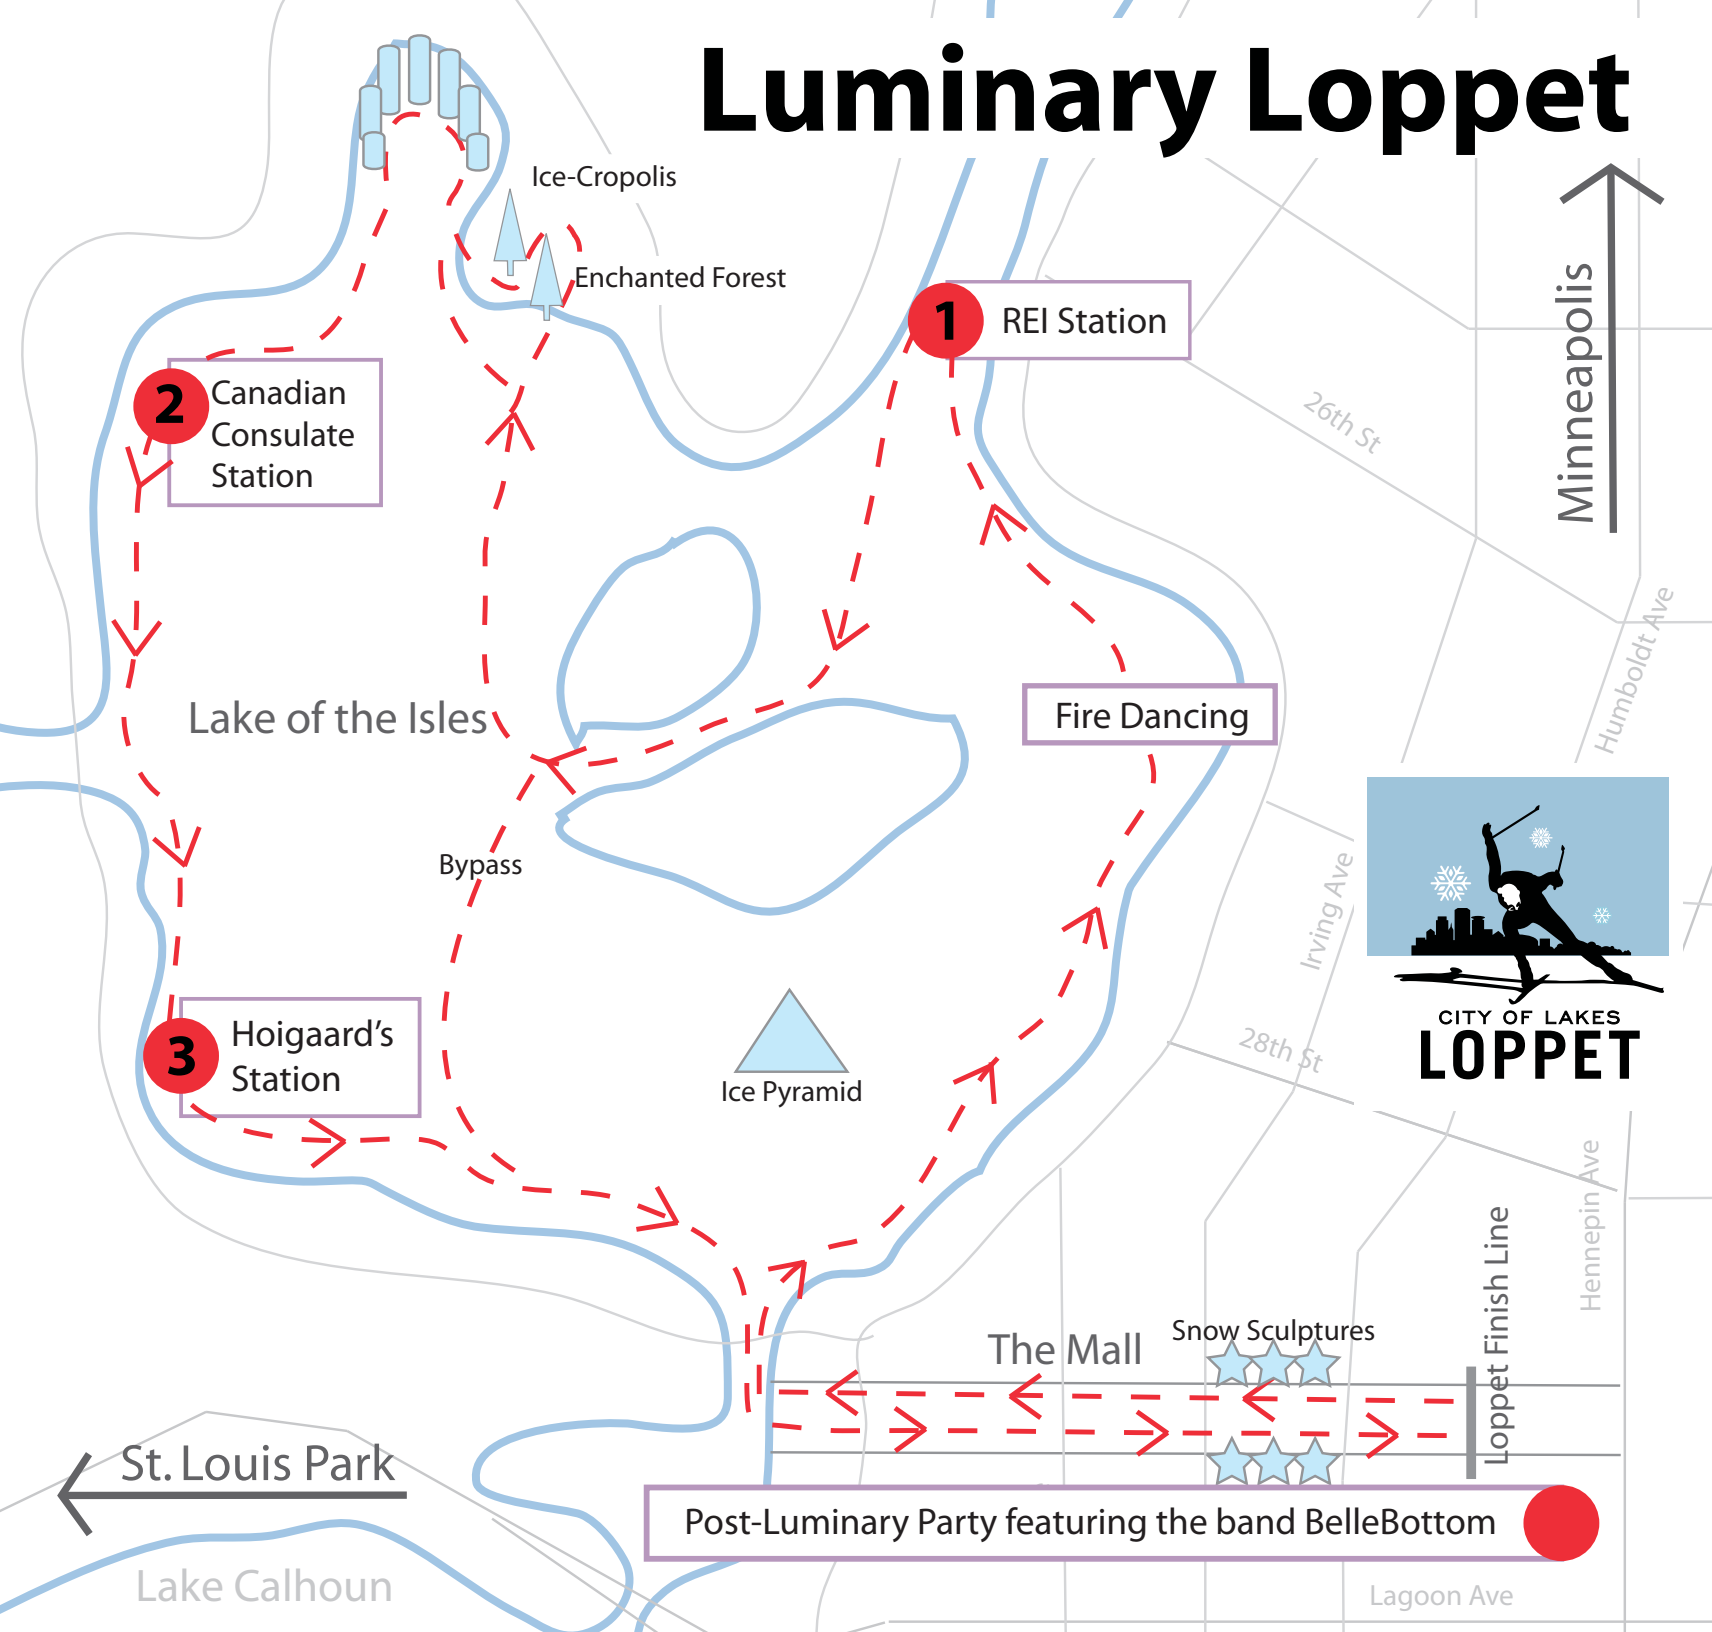 Luminary Loppet
Ice-Cropolis
Enchanted Forest
1
REI Station
Minneapolis
2
Canadian
Consulate
Station
26th St
Humboldt Ave
Lake of the Isles
Fire Dancing
Bypass
Irving Ave
CITY OF LAKES
LOPPET
3
Hoigaard's
Station
Ice Pyramid
28th St
Hennepin Ave
Loppet Finish Line
The Mall
Snow Sculptures
St. Louis Park
Post-Luminary Party featuring the band BelleBottom
Lake Calhoun
Lagoon Ave